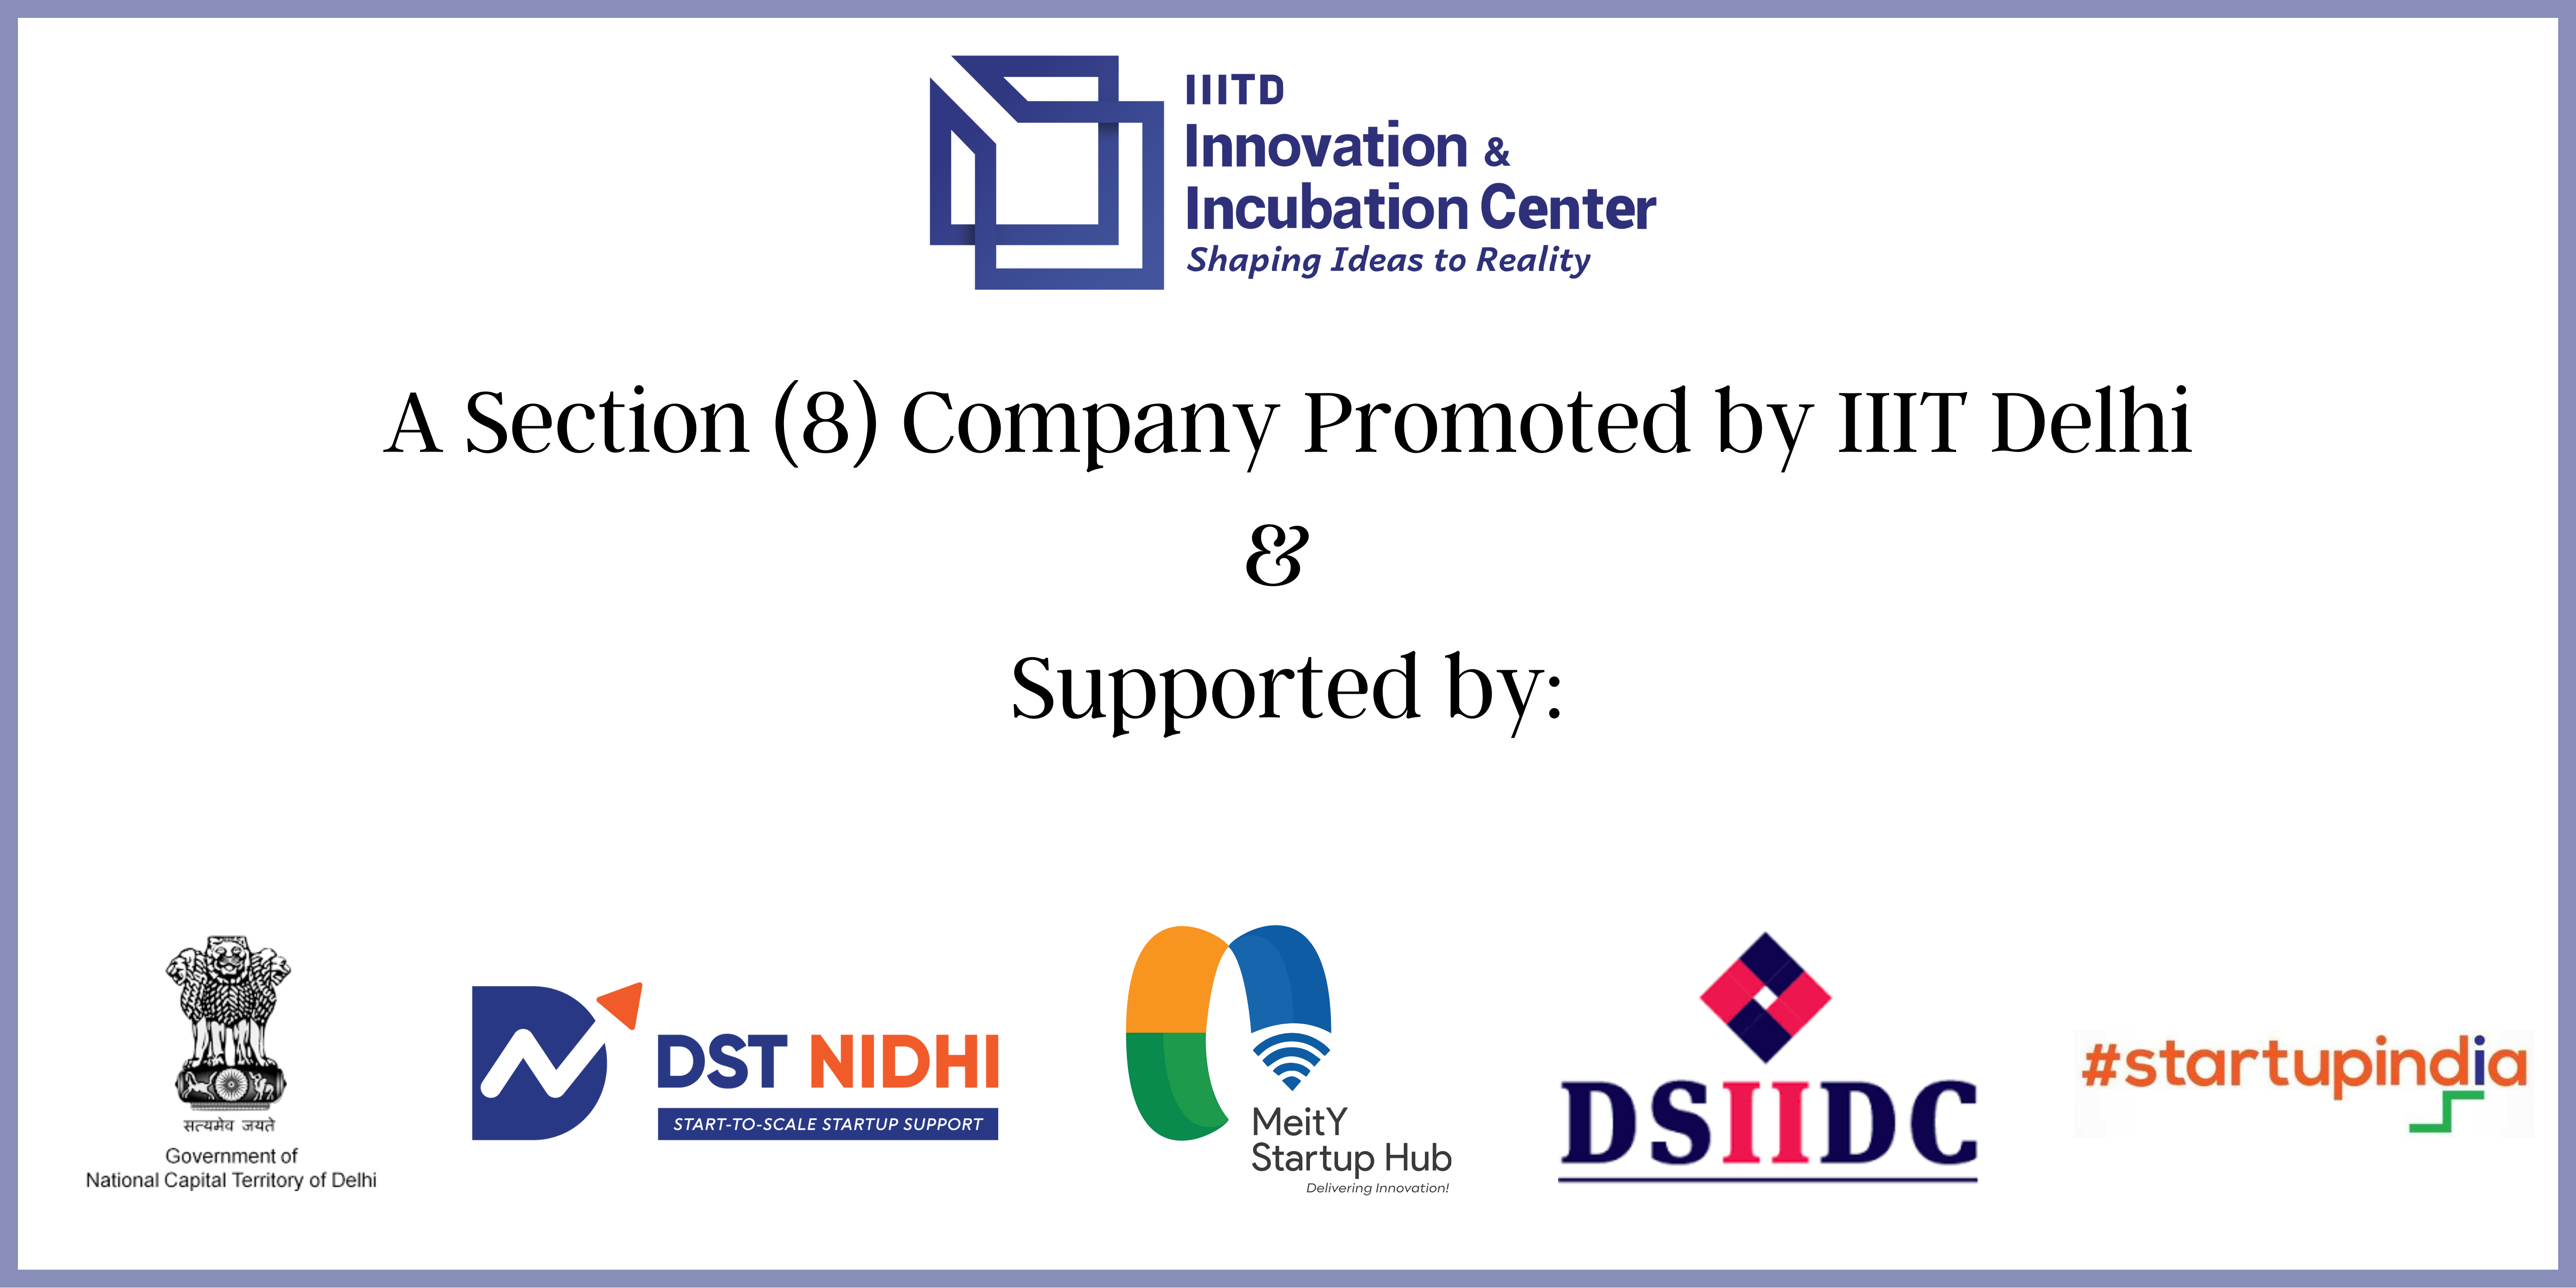 IIITD
Innovation &
Incubation Center
Shaping Ideas to Reality
A Section (8) Company Promoted by IIIT Delhi
&
Supported by:
सत्यमेव जयते
Government of
National Capital Territory of Delhi
DST NIDHI
START-TO-SCALE STARTUP SUPPORT
MeitY
Startup Hub
Delivering Innovation!
DSIIDC
#startupindia